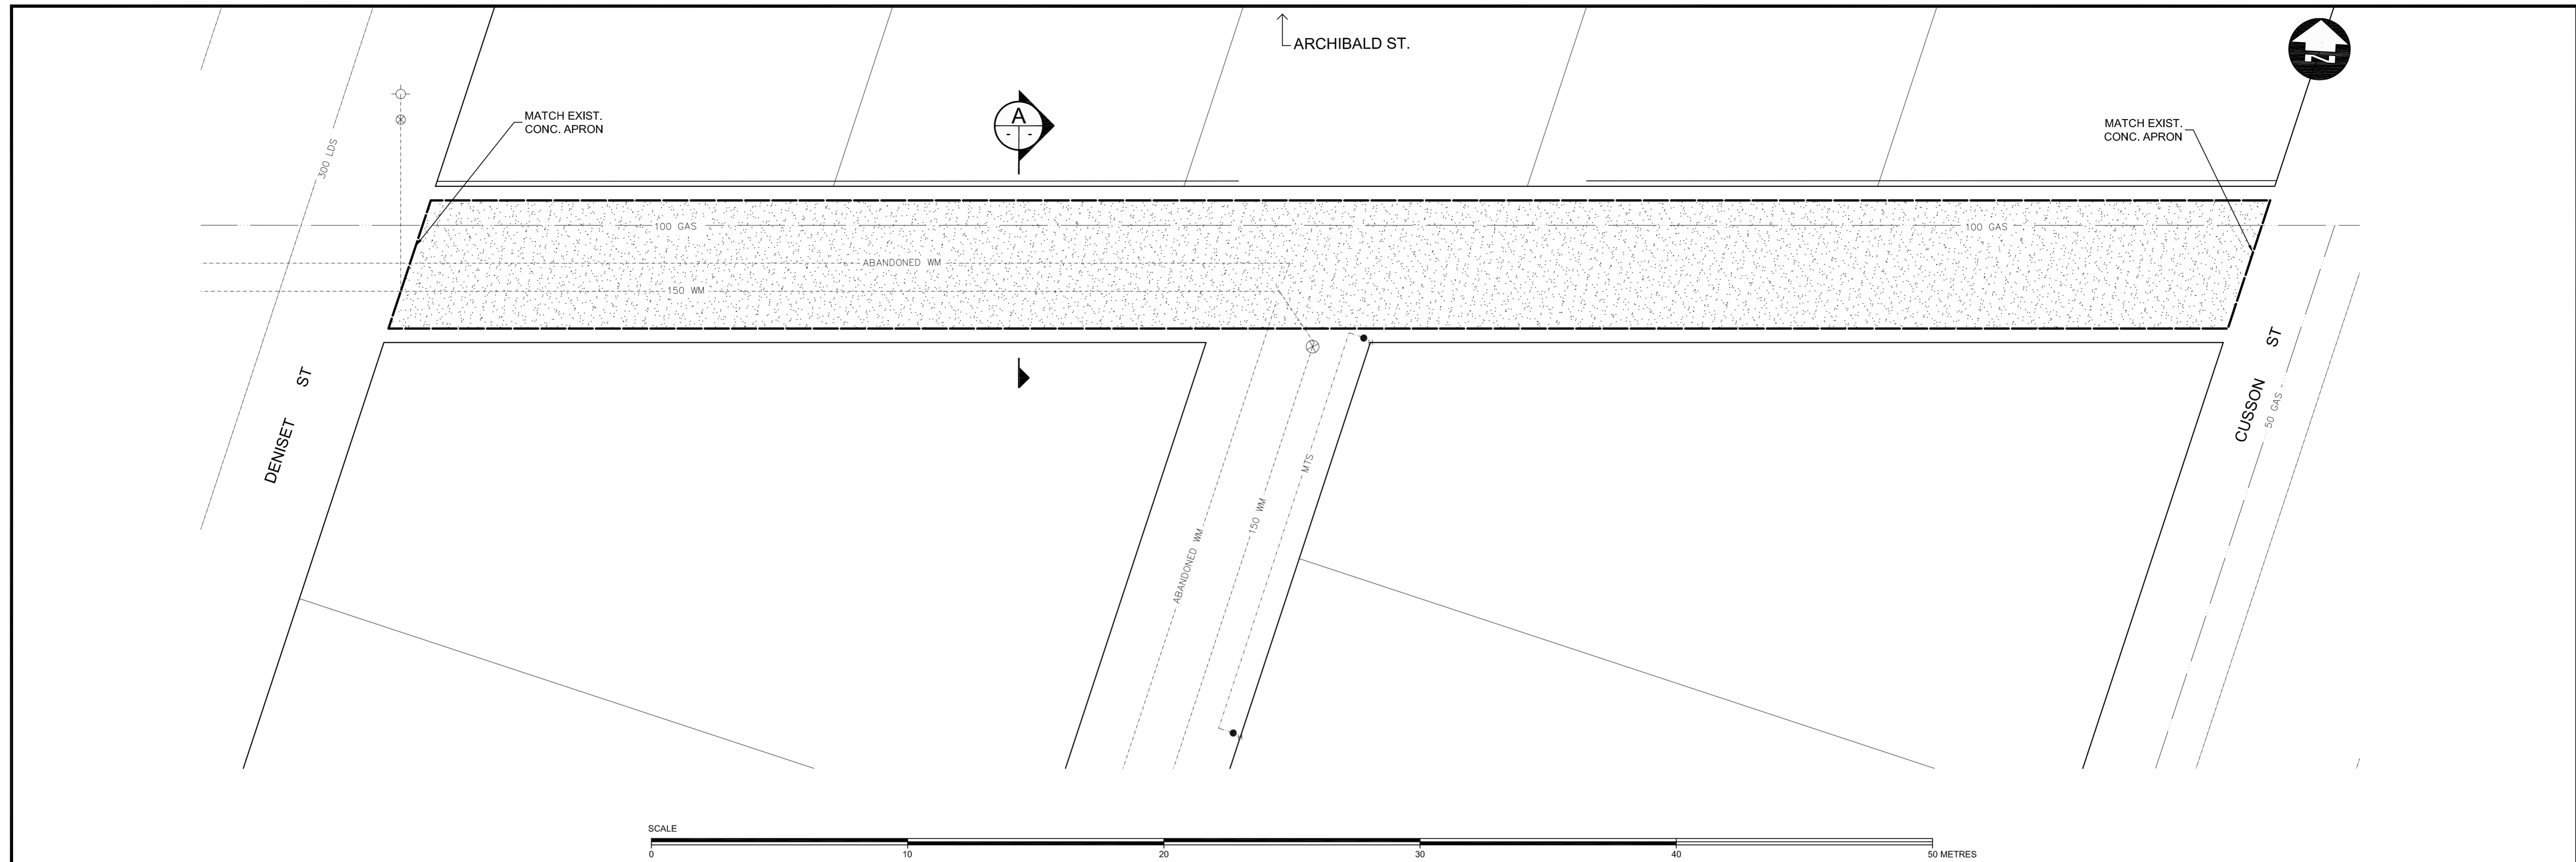 ARCHIBALD ST.
N
A
- -
MATCH EXIST.
CONC. APRON
MATCH EXIST.
CONC. APRON
300 LDS
100 GAS
100 GAS
ABANDONED WM
150 WM
DENISET ST
ABANDONED WM
150 WM
MTS
H
H
CUSSON ST
50 GAS
SCALE
0 10 20 30 40 50 METRES